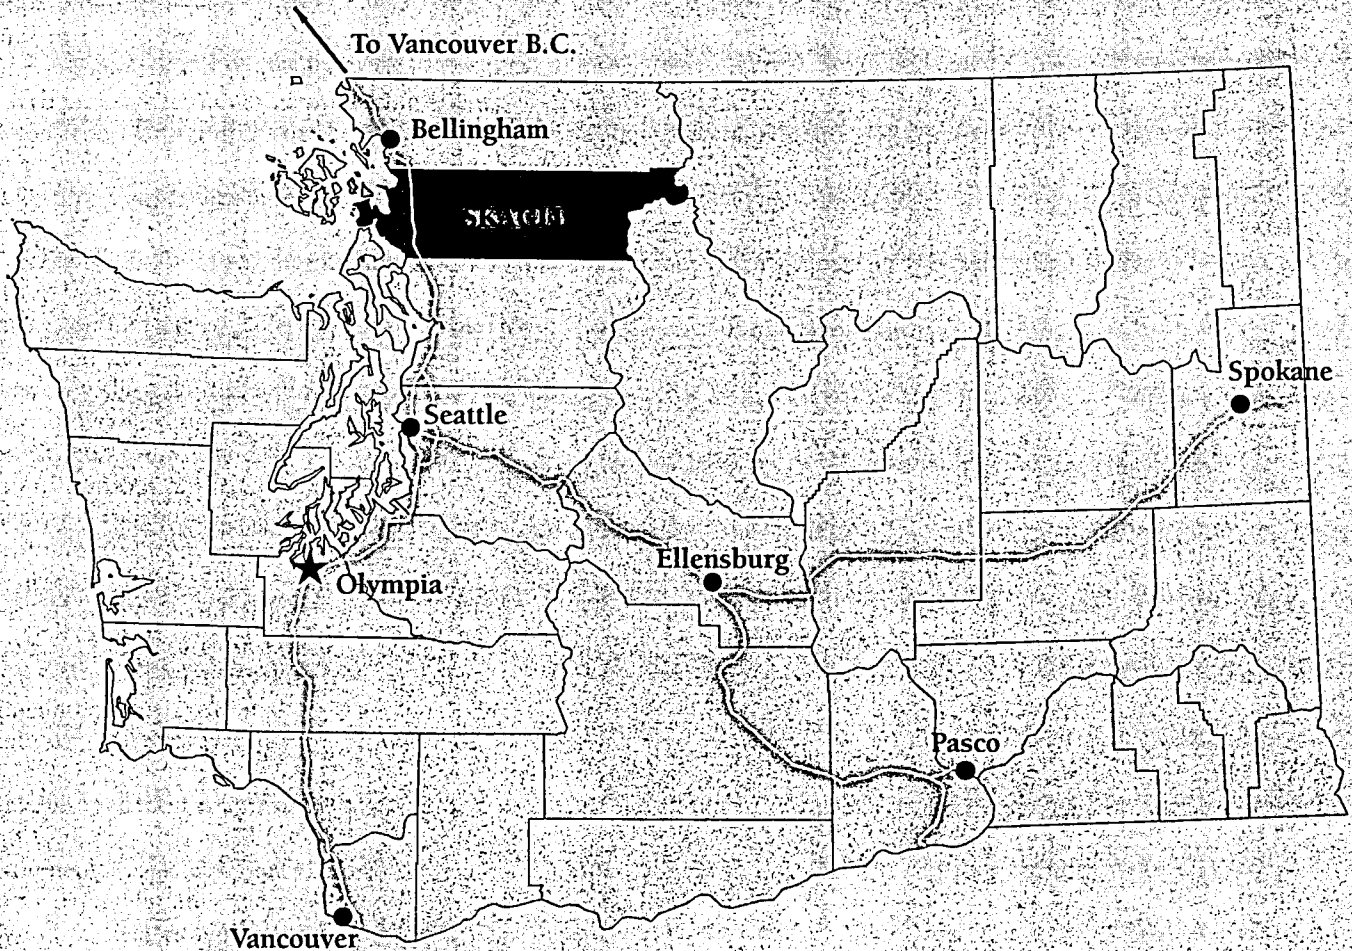 To Vancouver B.C.
Bellingham
SKAGIT
Spokane
Seattle
Ellensburg
Olympia
Pasco
Vancouver